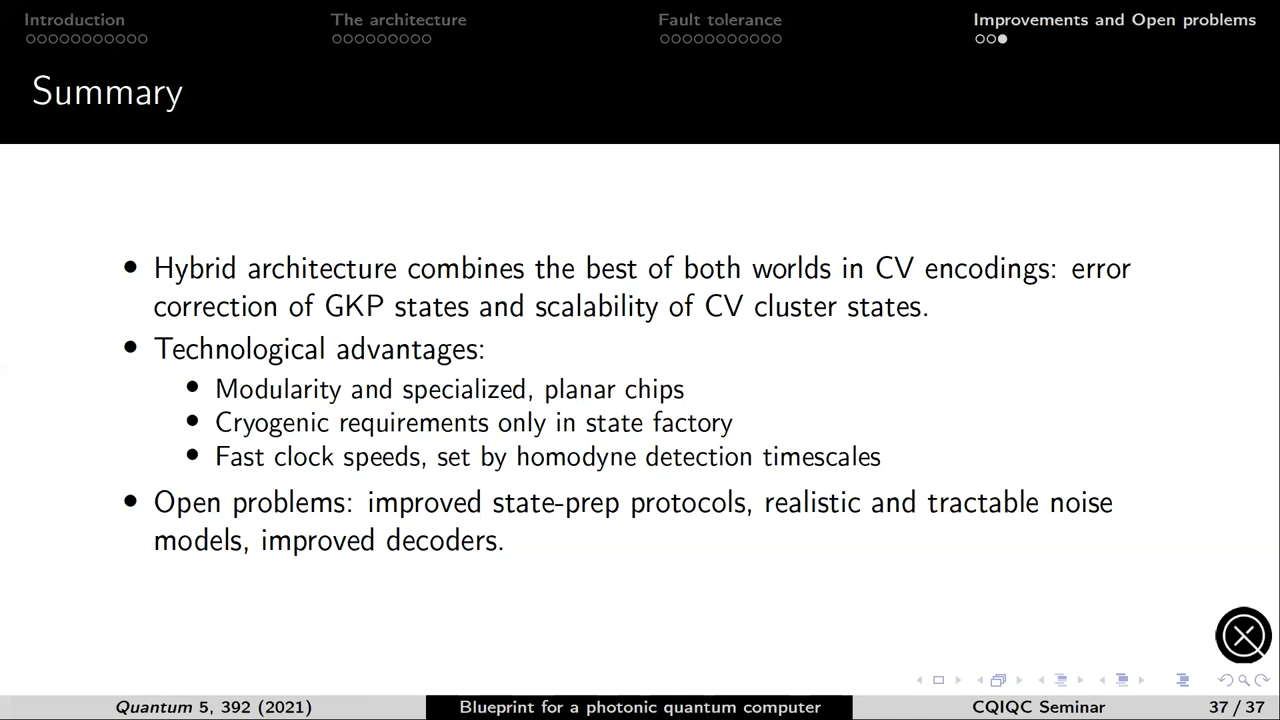 Introduction The architecture Fault tolerance Improvements and Open problems
Summary
• Hybrid architecture combines the best of both worlds in CV encodings: error
correction of GKP states and scalability of CV cluster states.
• Technological advantages:
• Modularity and specialized, planar chips
• Cryogenic requirements only in state factory
• Fast clock speeds, set by homodyne detection timescales
• Open problems: improved state-prep protocols, realistic and tractable noise
models, improved decoders.
Quantum 5, 392 (2021) Blueprint for a photonic quantum computer CQIQC Seminar 37 / 37